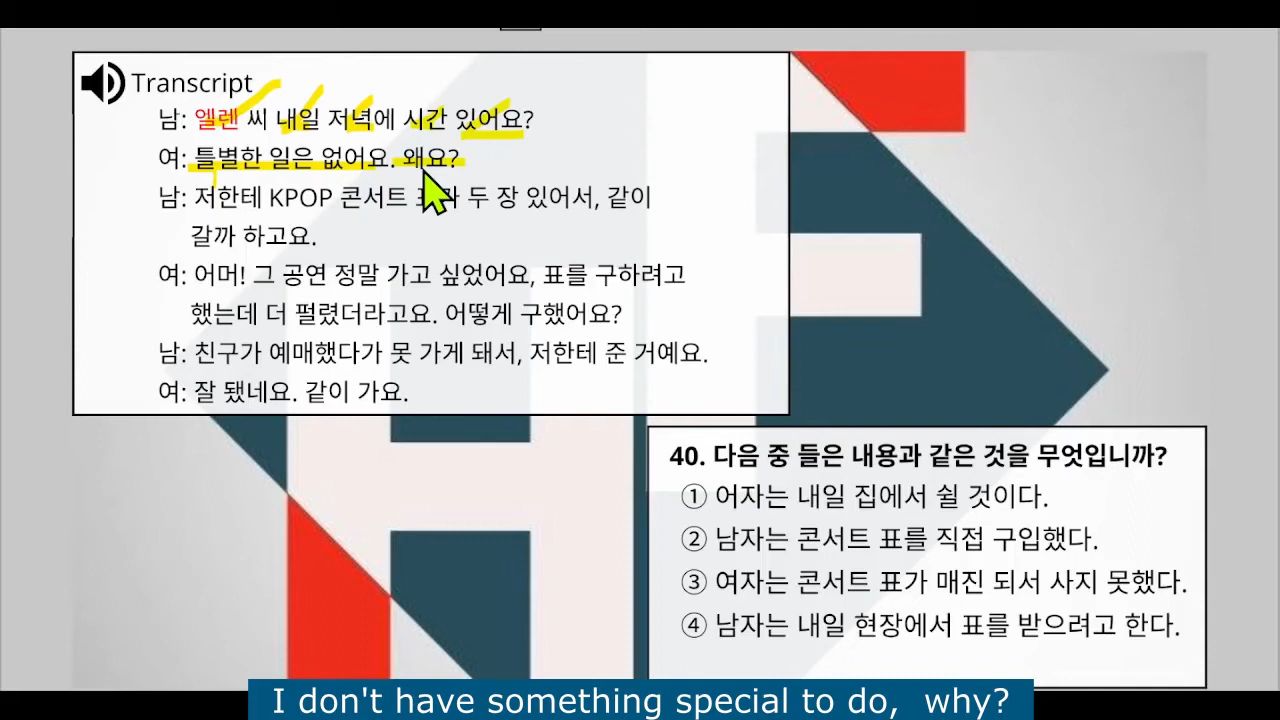 Transcript
남: 엘렌 씨 내일 저녁에 시간 있어요?
여: 틀별한 일은 없어요. 왜요?
남: 저한테 KPOP 콘서트 두 장 있어서, 같이
갈까 하고요.
여: 어머! 그 공연 정말 가고 싶었어요, 표를 구하려고
했는데 더 펄렸더라고요. 어떻게 구했어요?
남: 친구가 예매했다가 못 가게 돼서, 저한테 준 거예요.
여: 잘 됐네요. 같이 가요.
40. 다음 중 들은 내용과 같은 것을 무엇입니까?
① 어자는 내일 집에서 쉴 것이다.
② 남자는 콘서트 표를 직접 구입했다.
③ 여자는 콘서트 표가 매진 되서 사지 못했다.
④ 남자는 내일 현장에서 표를 받으려고 한다.
I don't have something special to do, why?